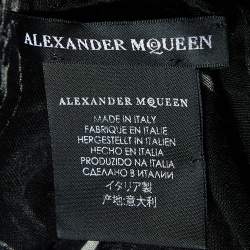 ALEXANDER MCQUEEN
ALEXANDER MCQUEEN
MADE IN ITALY
FABRIQUE EN ITALIE
HERGESTELLT IN ITALIEN
HECHO EN ITALIA
PRODUZIDO NA ITALIA
СДЕЛАНО В ИТАЛИИ
イタリア製
产地:意大利